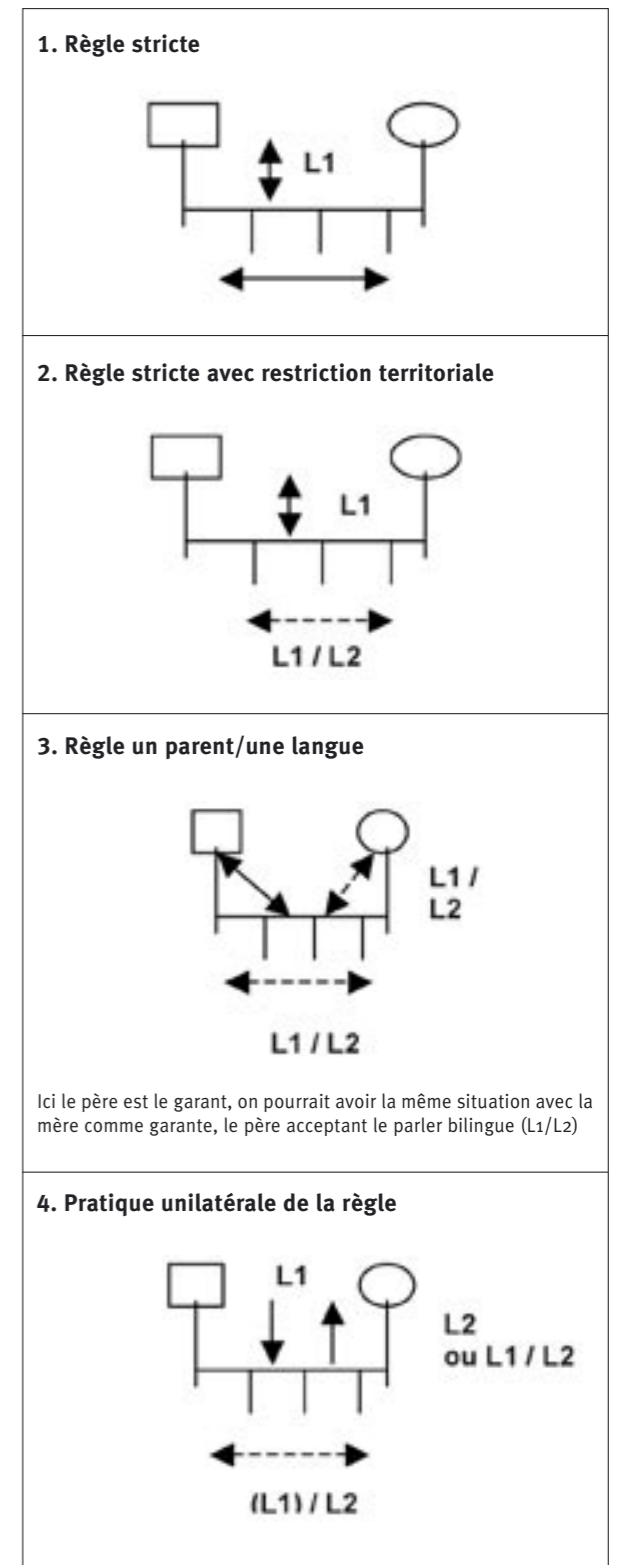 1. Règle stricte
L1
2. Règle stricte avec restriction territoriale
L1
L1 / L2
3. Règle un parent/une langue
L1 /
L2
L1 / L2
Ici le père est le garant, on pourrait avoir la même situation avec la
mère comme garante, le père acceptant le parler bilingue (L1/L2)
4. Pratique unilatérale de la règle
L1
L2
ou L1 / L2
(L1) / L2